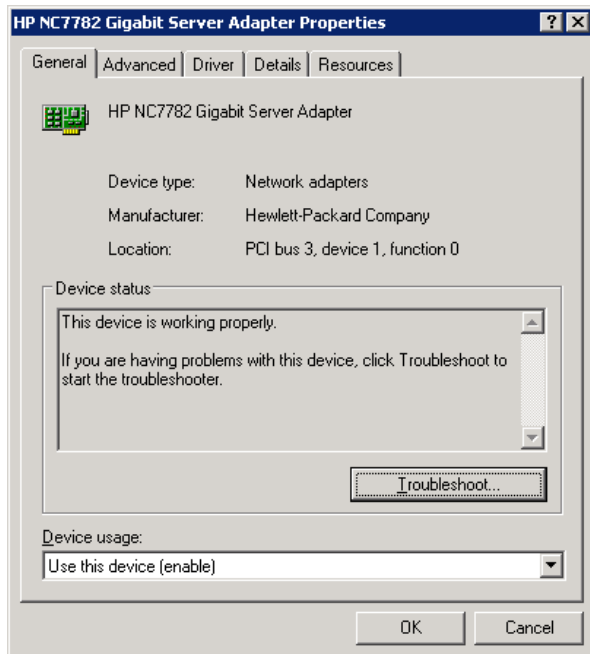 HP NC7782 Gigabit Server Adapter Properties
General Advanced Driver Details Resources
HP NC7782 Gigabit Server Adapter
Device type: Network adapters
Manufacturer: Hewlett-Packard Company
Location: PCI bus 3, device 1, function 0
Device status
This device is working properly.
If you are having problems with this device, click Troubleshoot to
start the troubleshooter.
Troubleshoot...
Device usage:
Use this device (enable)
OK Cancel